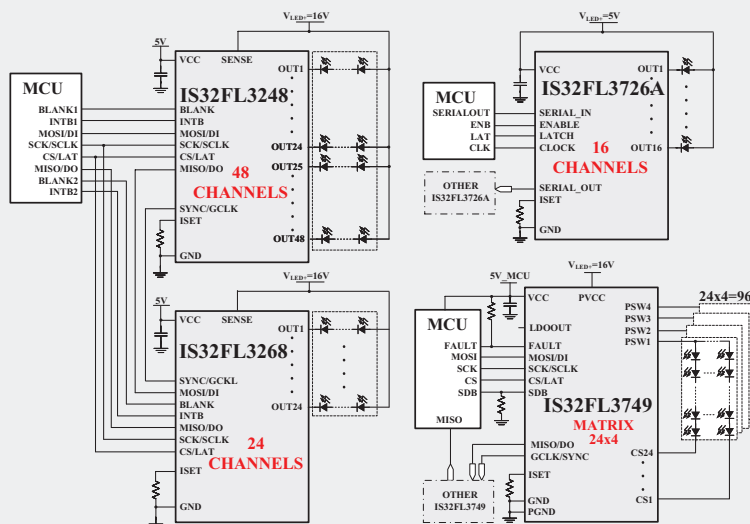 V LED+=16V
5V
VCC
SENSE
OUT1
MCU
IS32FL3248
BLANK1
BLANK
INTB1
INTB
MOSI/DI
MOSI/DI
SCK/SCLK
SCK/SCLK
OUT24
CS/LAT
CS/LAT
OUT25
MISO/DO
MISO/DO
48
CHANNELS
BLANK2
INTB2
SYNC/GCLK
ISET
OUT48
GND
V LED+=16V
5V
VCC
SENSE
OUT1
IS32FL3268
SYNC/GCKL
MOSI/DI
BLANK
OUT24
INTB
MISO/DO
SCK/SCLK
24
CS/LAT
CHANNELS
ISET
GND
V LED+=5V
VCC
OUT1
IS32FL3726A
MCU
SERIALOUT
SERIAL_IN
ENB
ENABLE
LAT
LATCH
CLK
CLOCK
16
CHANNELS
OUT16
OTHER
IS32FL3726A
SERIAL_OUT
ISET
GND
V LED+=16V
5V_MCU
VCC
PVCC
24x4=96
PSW4
PSW3
PSW2
PSW1
MCU
LDOOUT
FAULT
FAULT
MOSI
MOSI/DI
SCK
SCK/SCLK
CS
CS/LAT
SDB
SDB
IS32FL3749
MATRIX
24x4
MISO
MISO/DO
GCLK/SYNC
CS24
OTHER
IS32FL3749
ISET
GND
PGND
CS1